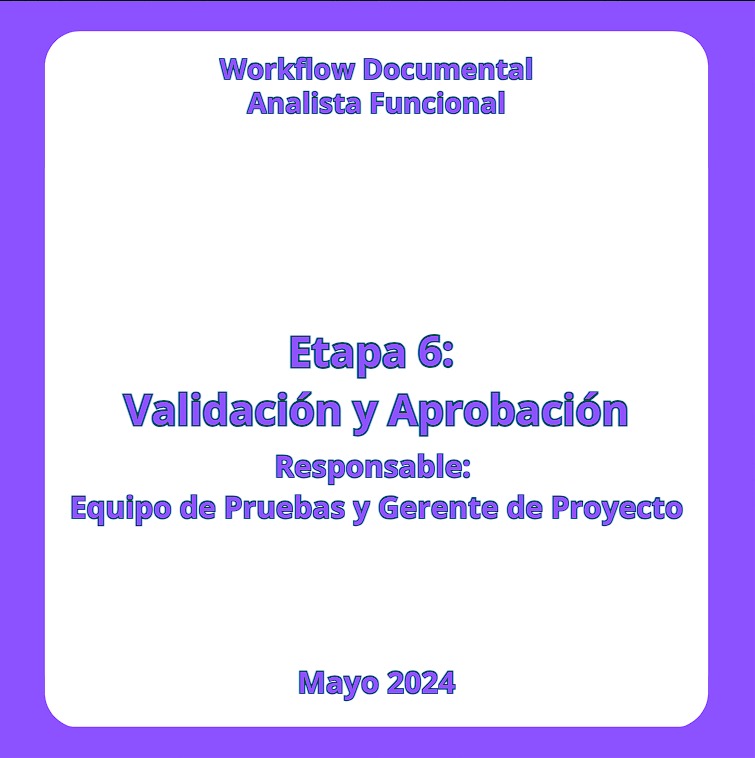 Workflow Documental
Analista Funcional
Etapa 6:
Validación y Aprobación
Responsable:
Equipo de Pruebas y Gerente de Proyecto
Mayo 2024